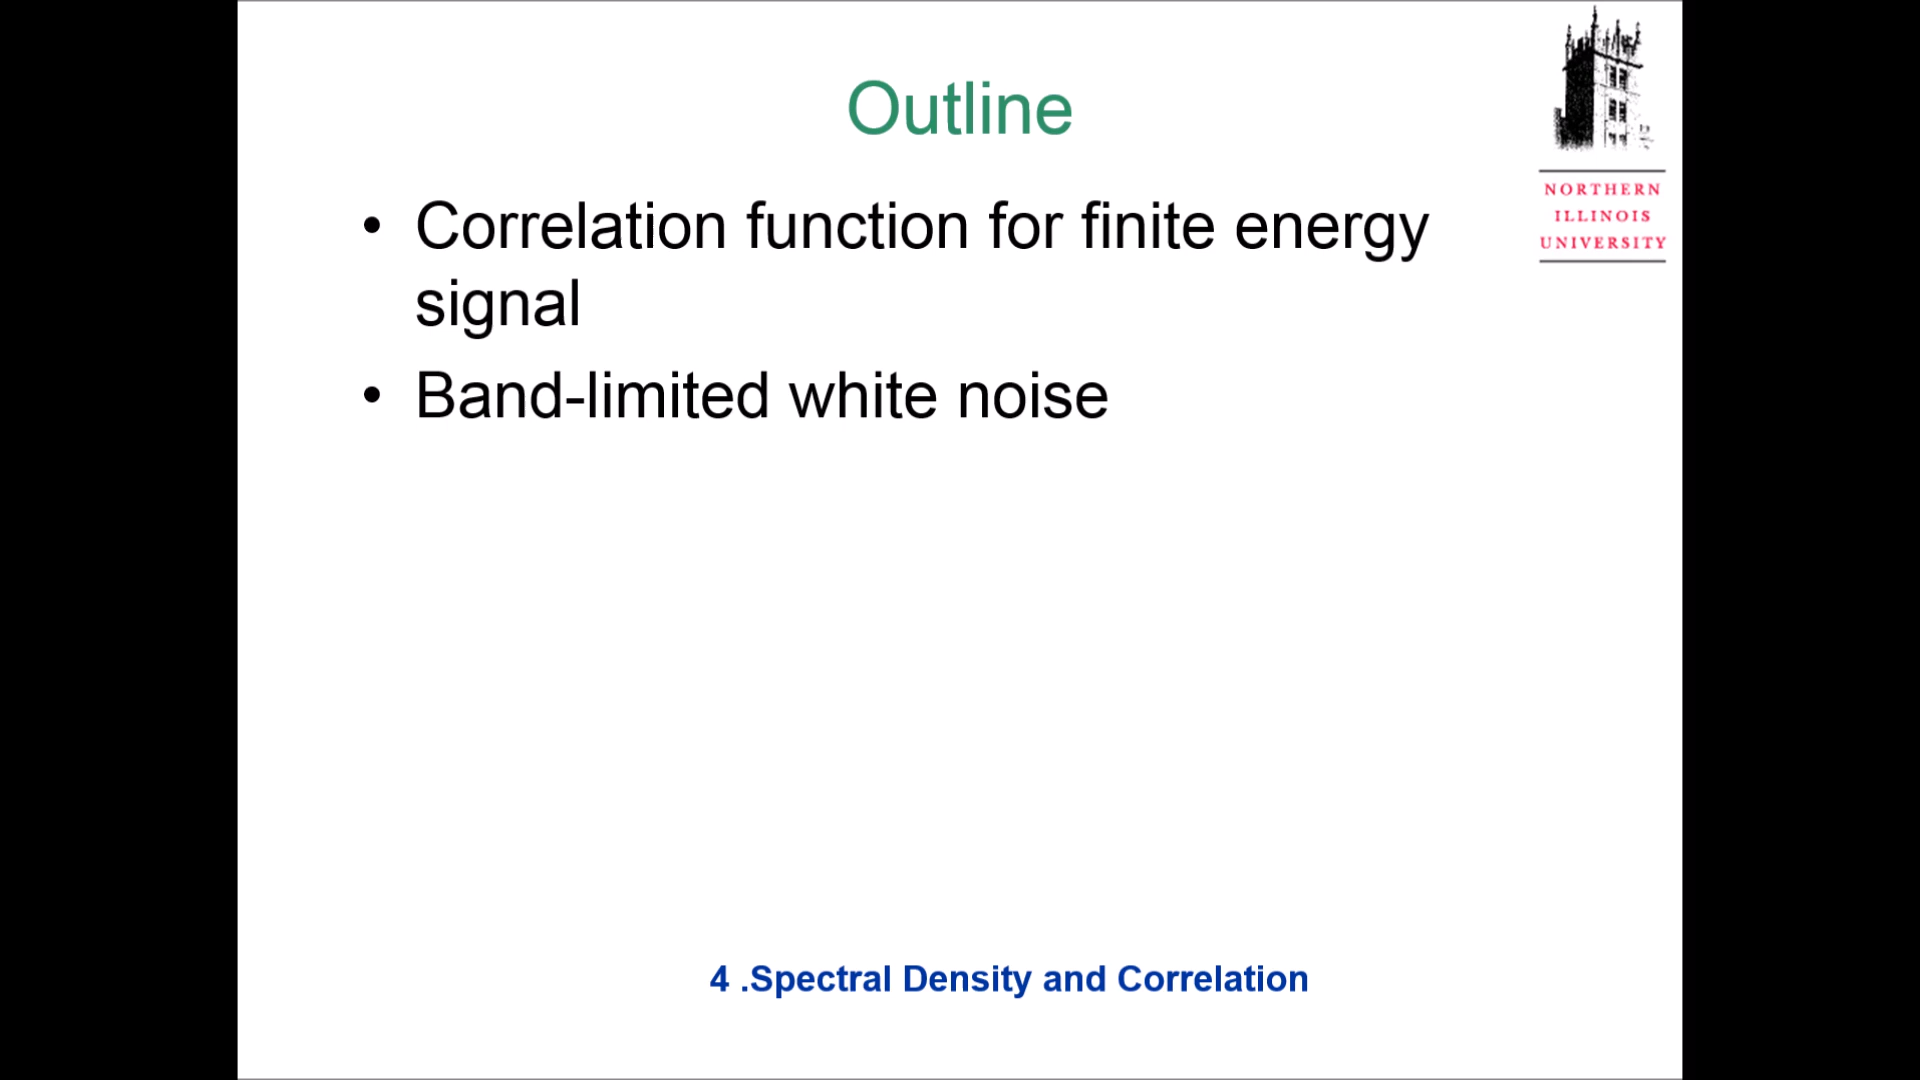 Outline
• Correlation function for finite energy
signal
• Band-limited white noise
NORTHERN
ILLINOIS
UNIVERSITY
4 .Spectral Density and Correlation